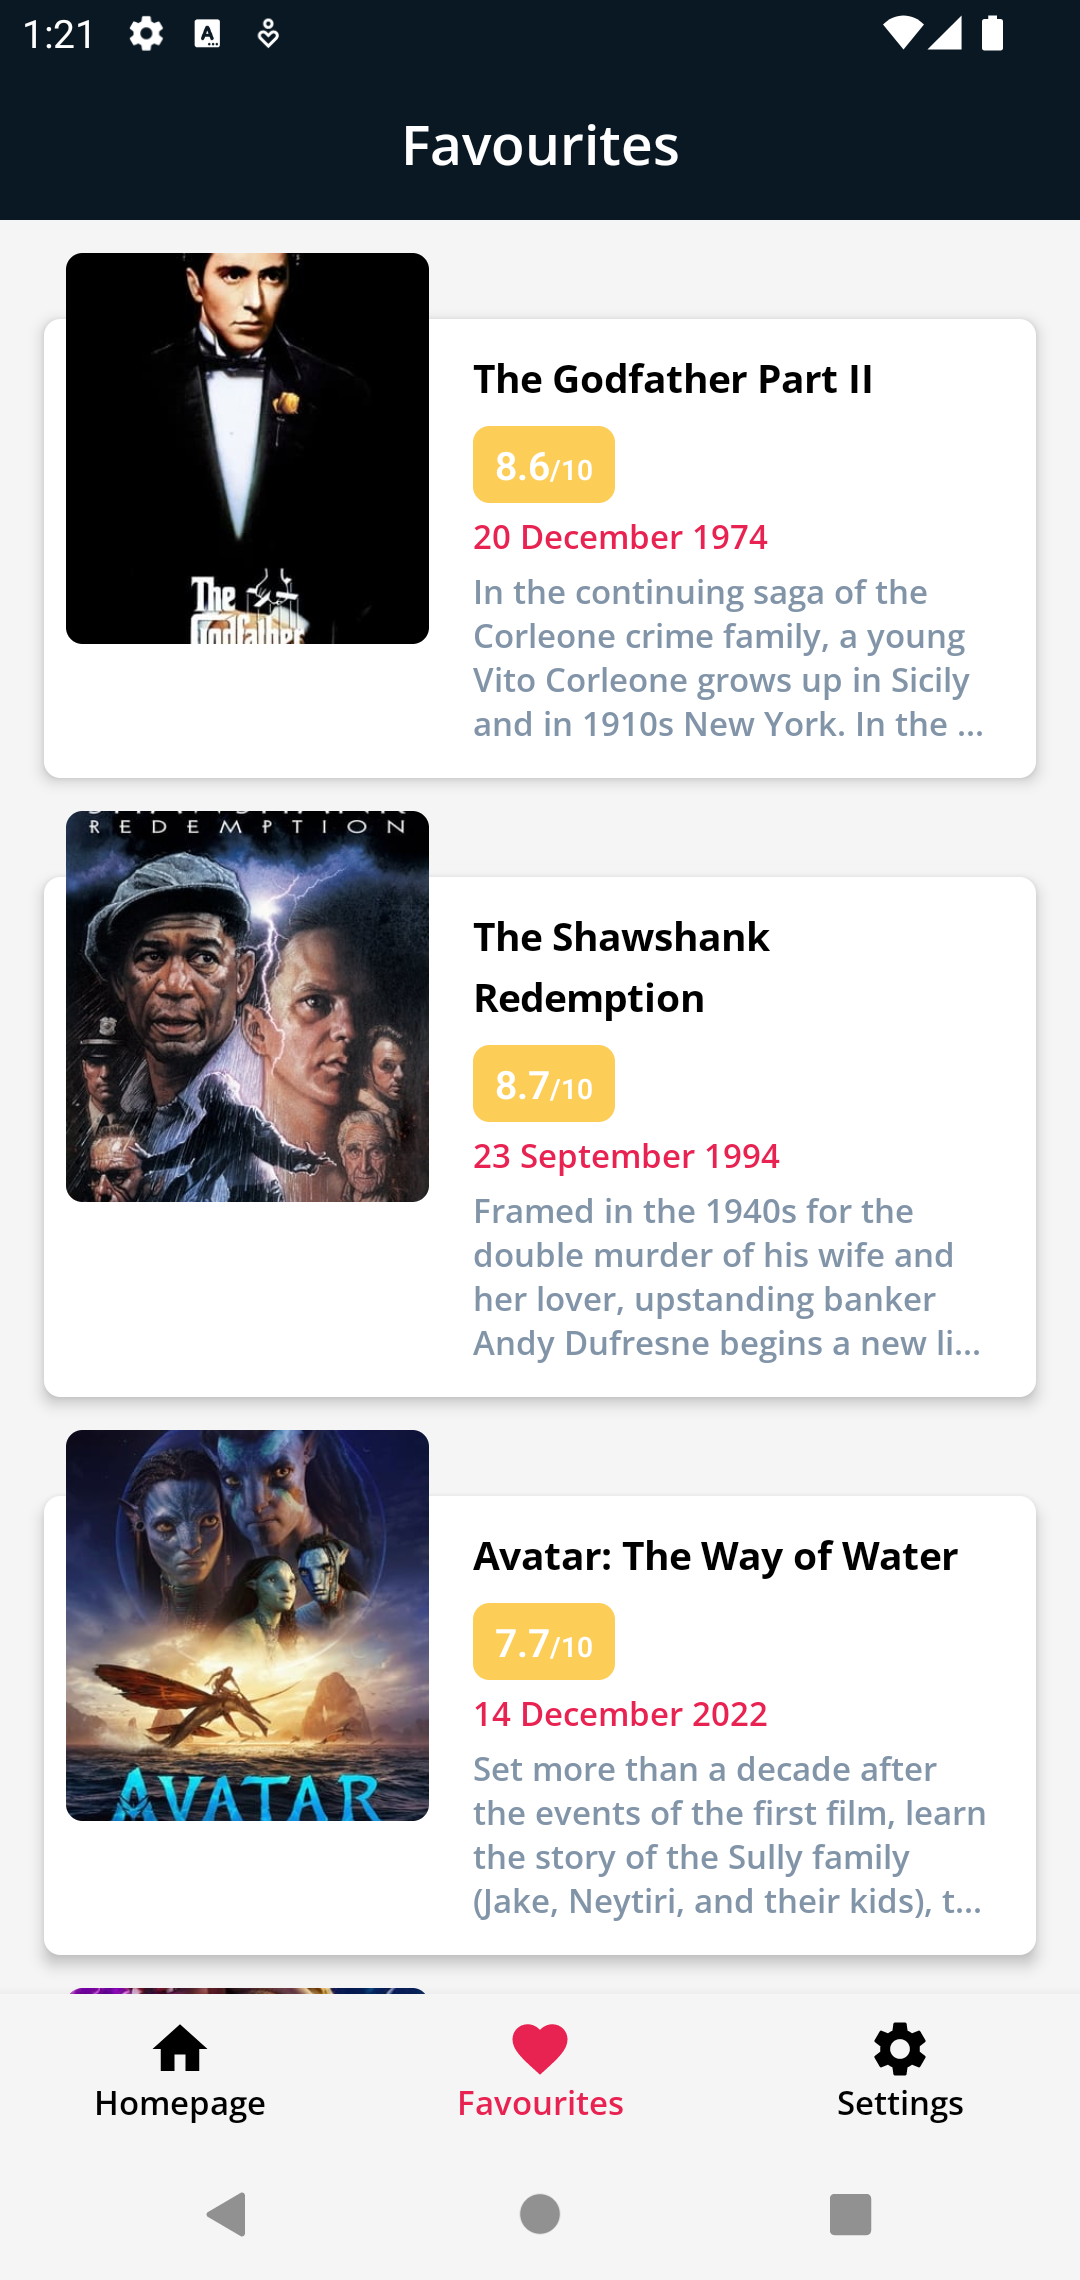 1:21
Favourites
The
Godfather
The Godfather Part II
8.6/10
20 December 1974
In the continuing saga of the
Corleone crime family, a young
Vito Corleone grows up in Sicily
and in 1910s New York. In the ...
REDEMPTION
The Shawshank
Redemption
8.7/10
23 September 1994
Framed in the 1940s for the
double murder of his wife and
her lover, upstanding banker
Andy Dufresne begins a new li...
AVATAR
Avatar: The Way of Water
7.7/10
14 December 2022
Set more than a decade after
the events of the first film, learn
the story of the Sully family
(Jake, Neytiri, and their kids), t...
Homepage
Favourites
Settings